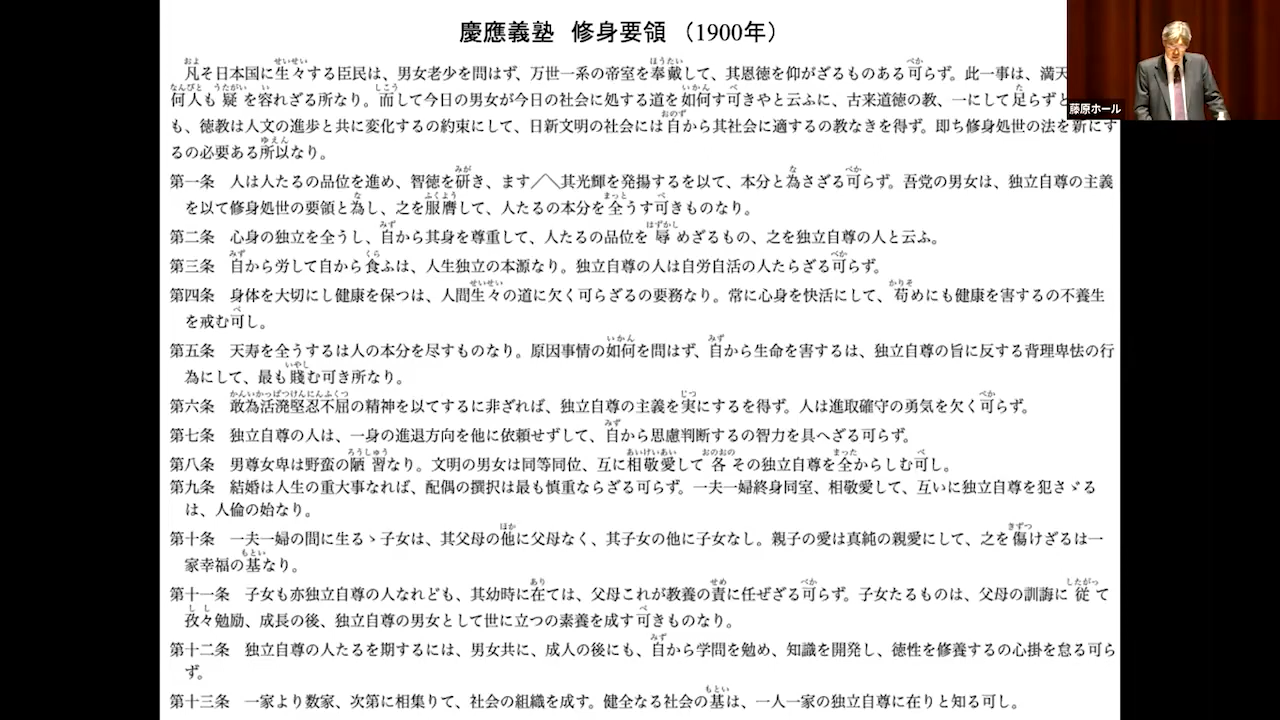 慶應義塾 修身要領 (1900年)
凡そ日本国に生々する臣民は、男女老少を問はず、万世一系の帝室を奉戴して、其恩徳を仰がざるものある可らず。此一事は、満天
何人も疑を容れざる所なり。而して今日の男女が今日の社会に処する道を如何す可きやと云ふに、古来道徳の教、一にして足らずと
も、徳教は人文の進歩と共に変化するの約束にして、日新文明の社会には自から其社会に適するの教なきを得ず。即ち修身処世の法を新にす
るの必要ある所以なり。
第一条 人は人たるの品位を進め、智徳を研き、ます/\其光輝を発揚するを以て、本分と為さざる可らず。吾党の男女は、独立自尊の主義
を以て修身処世の要領と為し、之を服膺して、人たるの本分を全うす可きものなり。
第二条 心身の独立を全うし、自から其身を尊重して、人たるの品位を辱めざるもの、之を独立自尊の人と云ふ。
第三条 自から労して自から食ふは、人生独立の本源なり。独立自尊の人は自労自活の人たらざる可らず。
第四条 身体を大切にし健康を保つは、人間生々の道に欠く可らざるの要務なり。常に心身を快活にして、苟めにも健康を害するの不養生
を戒む可し。
第五条 天寿を全うするは人の本分を尽すものなり。原因事情の如何を問はず、自から生命を害するは、独立自尊の旨に反する背理卑怯の行
為にして、最も賤む可き所なり。
第六条 敢為活潑堅忍不屈の精神を以てするに非ざれば、独立自尊の主義を実にするを得ず。人は進取確守の勇気を欠く可らず。
第七条 独立自尊の人は、一身の進退方向を他に依頼せずして、自から思慮判断するの智力を具へざる可らず。
第八条 男尊女卑は野蛮の陋習なり。文明の男女は同等同位、互に相敬愛して各その独立自尊を全からしむ可し。
第九条 結婚は人生の重大事なれば、配偶の撰択は最も慎重ならざる可らず。一夫一婦終身同室、相敬愛して、互いに独立自尊を犯さゞる
は、人倫の始なり。
第十条 一夫一婦の間に生るゝ子女は、其父母の他に父母なく、其子女の他に子女なし。親子の愛は真純の親愛にして、之を傷けざるは一
家幸福の基なり。
第十一条 子女も亦独立自尊の人なれども、其幼時に在ては、父母これが教養の責に任ぜざる可らず。子女たるものは、父母の訓誨に従て
孜々勉励、成長の後、独立自尊の男女として世に立つの素養を成す可きものなり。
第十二条 独立自尊の人たるを期するには、男女共に、成人の後にも、自から学問を勉め、知識を開発し、徳性を修養するの心掛を怠る可ら
ず。
第十三条 一家より数家、次第に相集りて、社会の組織を成す。健全なる社会の基は、一人一家の独立自尊に在りと知る可し。
藤原ホール